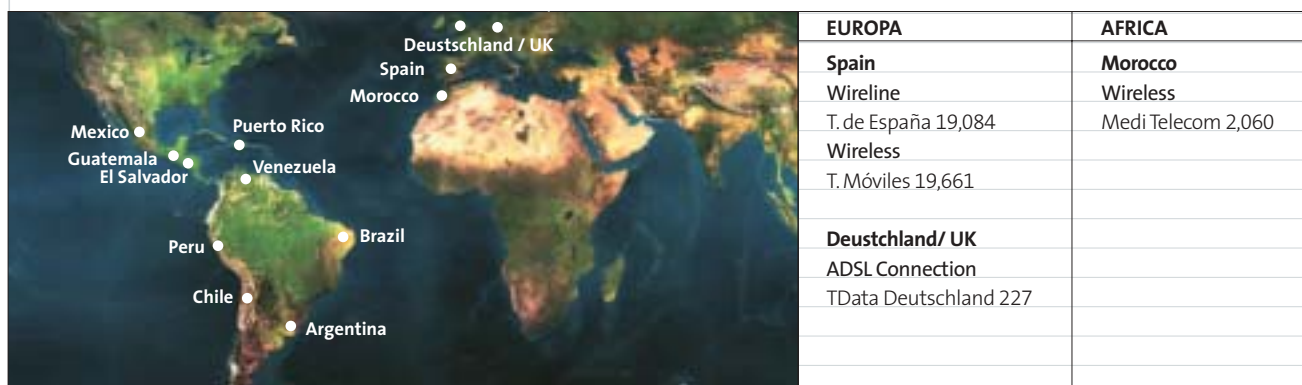 Deustschland / UK
Spain
Morocco
Mexico
Puerto Rico
Guatemala
El Salvador
Venezuela
Peru
Brazil
Chile
Argentina
EUROPA
Spain
Wireline
T. de España 19,084
Wireless
T. Móviles 19,661
Deustchland/ UK
ADSL Connection
TData Deutschland 227
AFRICA
Morocco
Wireless
Medi Telecom 2,060